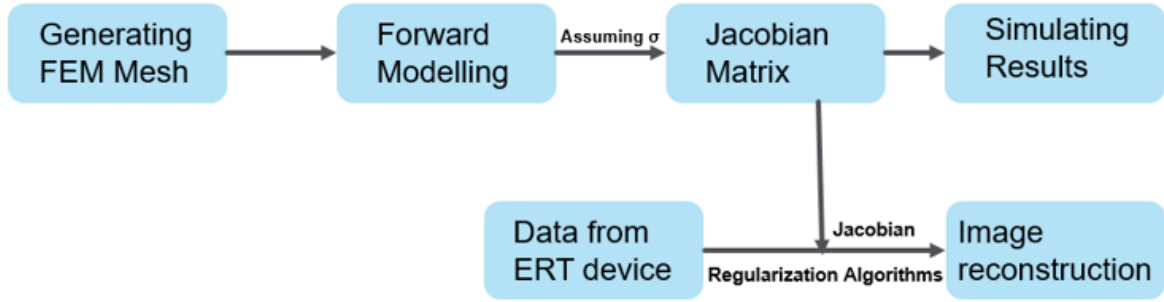 Generating
FEM Mesh
Forward
Modelling
Assuming σ
Jacobian
Matrix
Simulating
Results
Data from
ERT device
Jacobian
Regularization Algorithms
Image
reconstruction